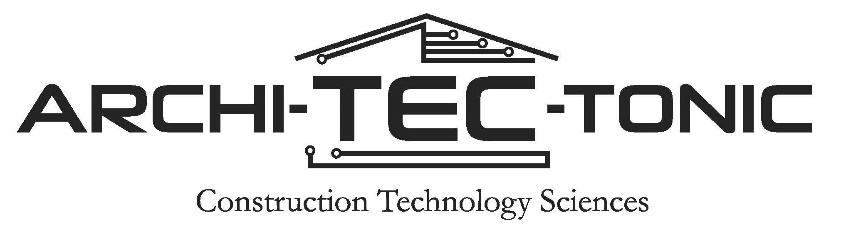 ARCHI-TEC-TONIC
Construction Technology Sciences